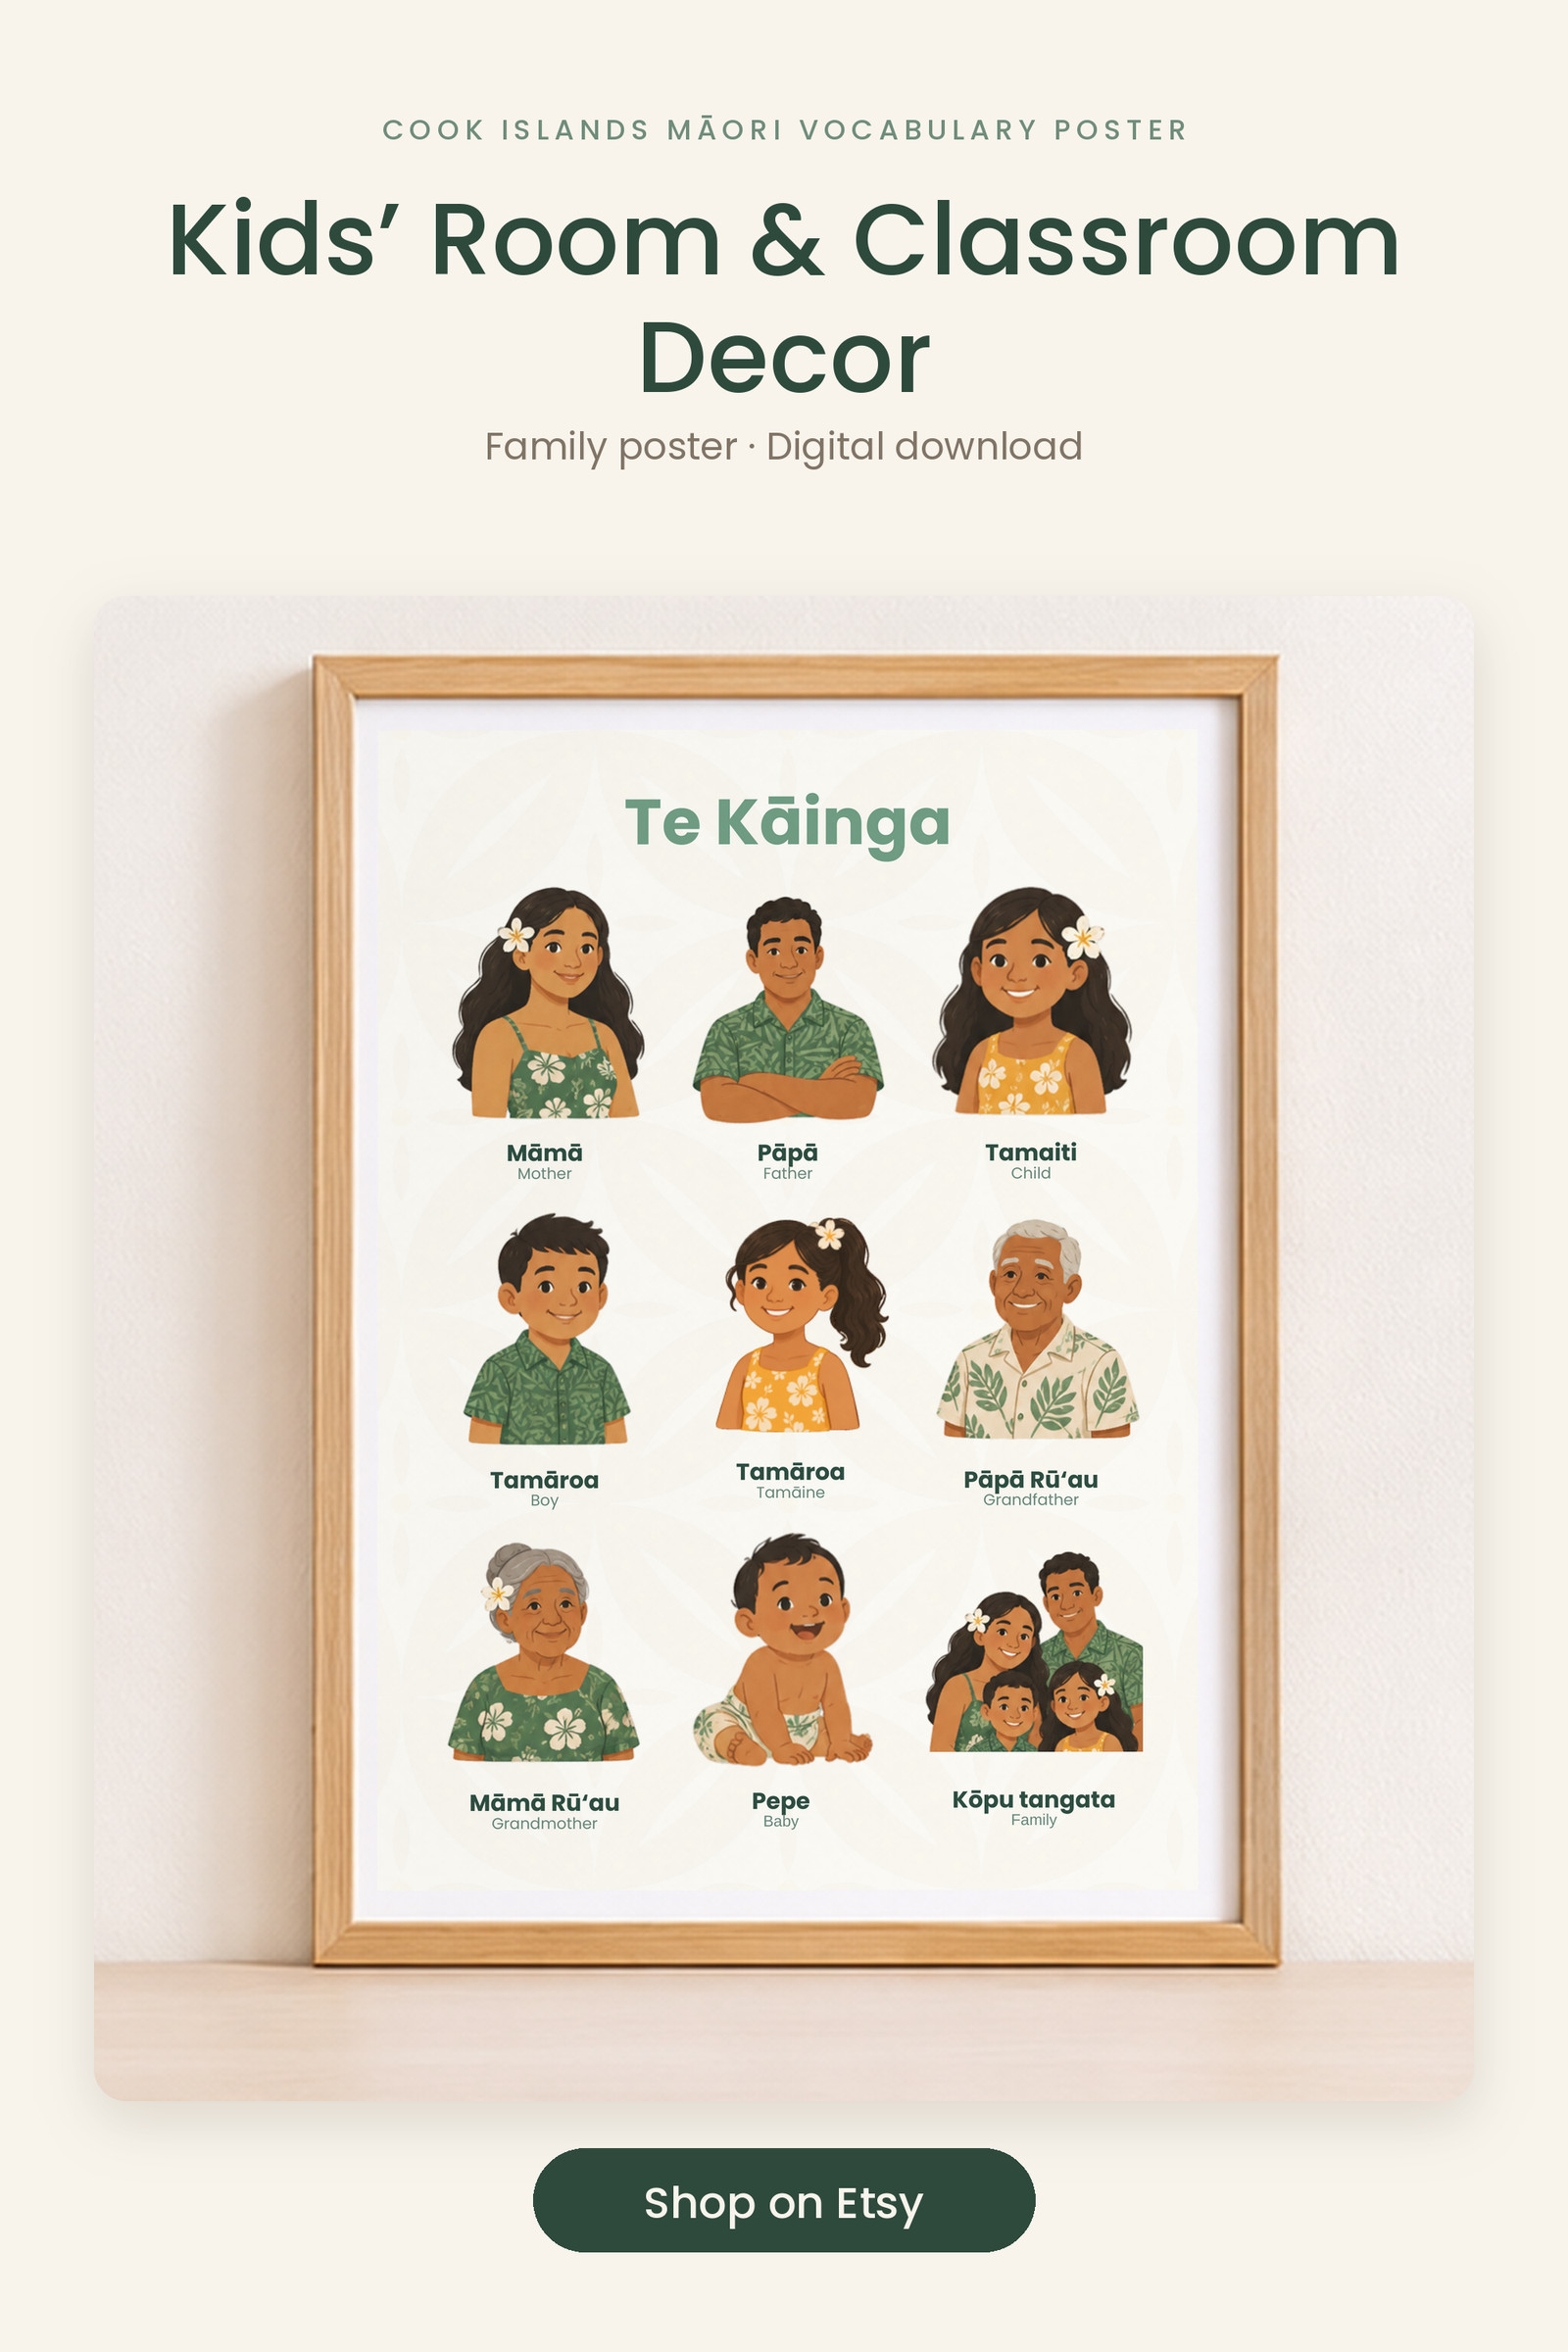 COOK ISLANDS MĀORI VOCABULARY POSTER
Kids’ Room & Classroom
Decor
Family poster · Digital download
Te Kāinga
Māmā
Mother
Pāpā
Father
Tamaiti
Child
Tamāroa
Boy
Tamāroa
Tamāine
Pāpā Rū‘au
Grandfather
Māmā Rū‘au
Grandmother
Pepe
Baby
Kōpu tangata
Family
Shop on Etsy